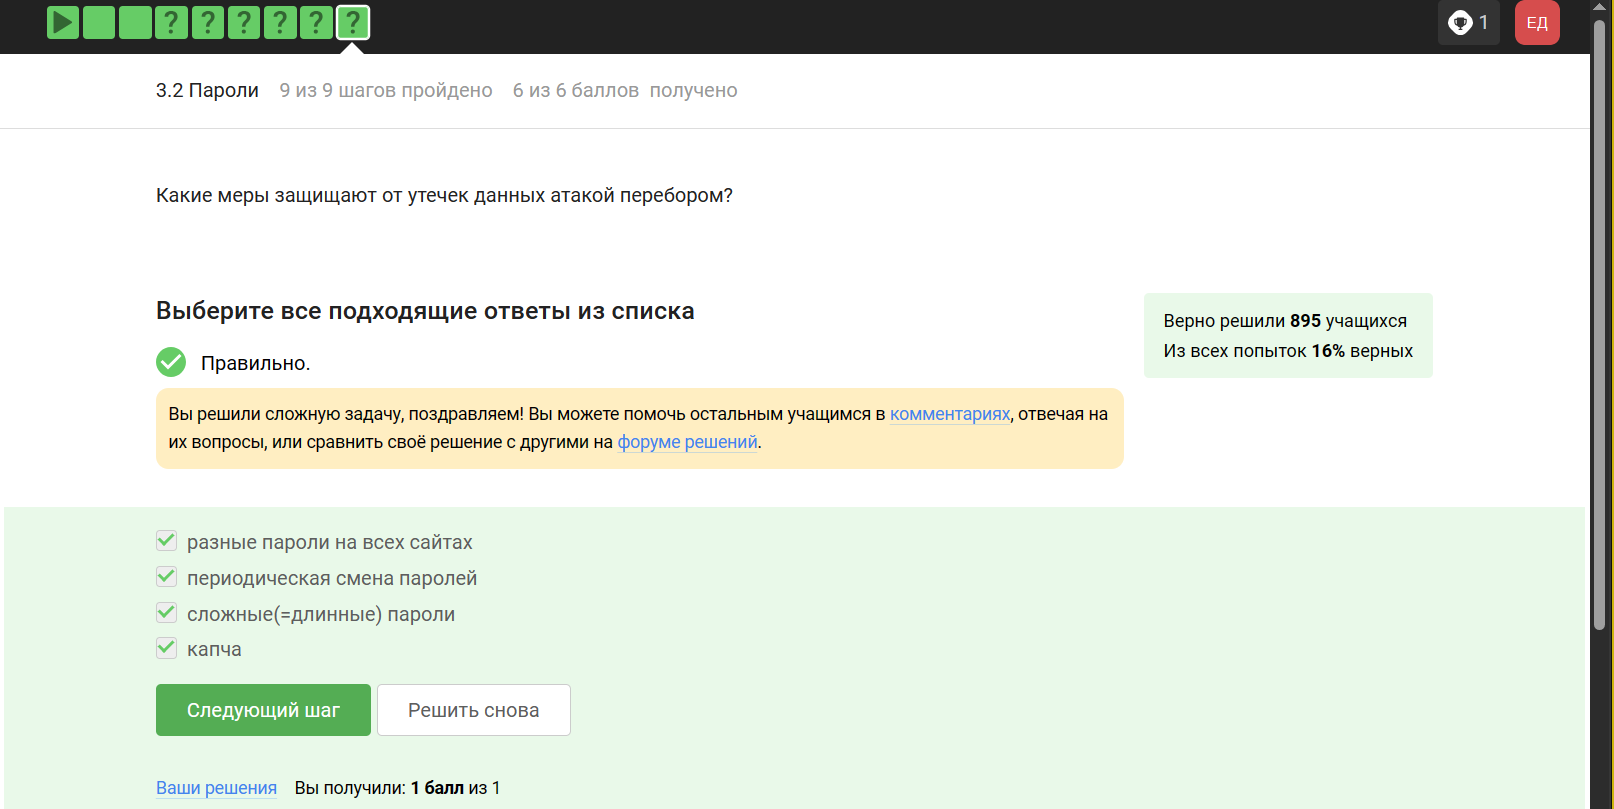 ? ? ? ? ? ?
1
ЕД
3.2 Пароли 9 из 9 шагов пройдено 6 из 6 баллов получено
Какие меры защищают от утечек данных атакой перебором?
Выберите все подходящие ответы из списка
Верно решили 895 учащихся
Из всех попыток 16% верных
Правильно.
Вы решили сложную задачу, поздравляем! Вы можете помочь остальным учащимся в комментариях, отвечая на
их вопросы, или сравнить своё решение с другими на форуме решений.
разные пароли на всех сайтах
периодическая смена паролей
сложные(=длинные) пароли
капча
Следующий шаг Решить снова
Ваши решения Вы получили: 1 балл из 1